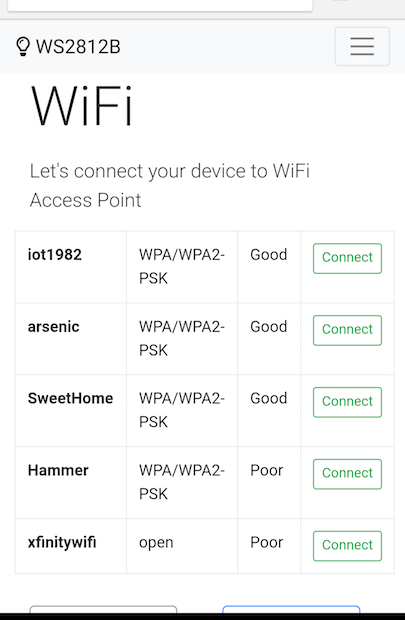 WS2812B
WiFi
Let's connect your device to WiFi
Access Point
iot1982 WPA/WPA2- Good Connect
PSK
arsenic WPA/WPA2- Good Connect
PSK
SweetHome WPA/WPA2- Good Connect
PSK
Hammer WPA/WPA2- Poor Connect
PSK
xfinitywifi open Poor Connect